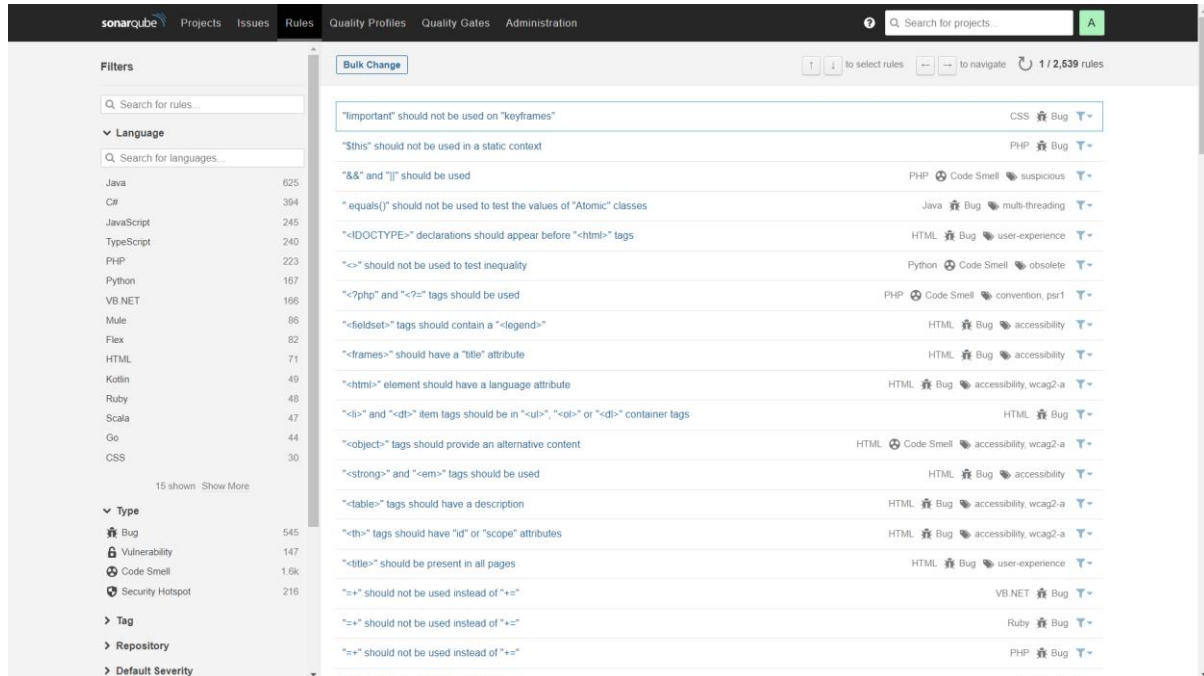 sonarqube Projects Issues Rules Quality Profiles Quality Gates Administration ? Search for projects... A
Filters
Bulk Change ↑ ↓ to select rules ← → to navigate 1 / 2,539 rules
Search for rules...
Language
Search for languages...
Java 625
C# 394
JavaScript 245
TypeScript 240
PHP 223
Python 167
VB.NET 166
Mule 86
Flex 82
HTML 71
Kotlin 49
Ruby 48
Scala 47
Go 44
CSS 30
15 shown Show More
Type
Bug 545
Vulnerability 147
Code Smell 1.6k
Security Hotspot 216
Tag
Repository
Default Severity
"!important" should not be used on "keyframes" CSS Bug
"$this" should not be used in a static context PHP Bug
"&&" and "||" should be used PHP Code Smell suspicious
".equals()" should not be used to test the values of "Atomic" classes Java Bug multi-threading
"<!DOCTYPE>" declarations should appear before "<html>" tags HTML Bug user-experience
"<>" should not be used to test inequality Python Code Smell obsolete
"<?php" and "<?=" tags should be used PHP Code Smell convention, psr1
"<fieldset>" tags should contain a "<legend>" HTML Bug accessibility
"<frames>" should have a "title" attribute HTML Bug accessibility
"<html>" element should have a language attribute HTML Bug accessibility, wcag2-a
"<li>" and "<dt>" item tags should be in "<ul>", "<ol>" or "<dl>" container tags HTML Bug
"<object>" tags should provide an alternative content HTML Code Smell accessibility, wcag2-a
"<strong>" and "<em>" tags should be used HTML Bug accessibility
"<table>" tags should have a description HTML Bug accessibility, wcag2-a
"<th>" tags should have "id" or "scope" attributes HTML Bug accessibility, wcag2-a
"<title>" should be present in all pages HTML Bug user-experience
"=+" should not be used instead of "+=" VB.NET Bug
"=+" should not be used instead of "+=" Ruby Bug
"=+" should not be used instead of "+=" PHP Bug